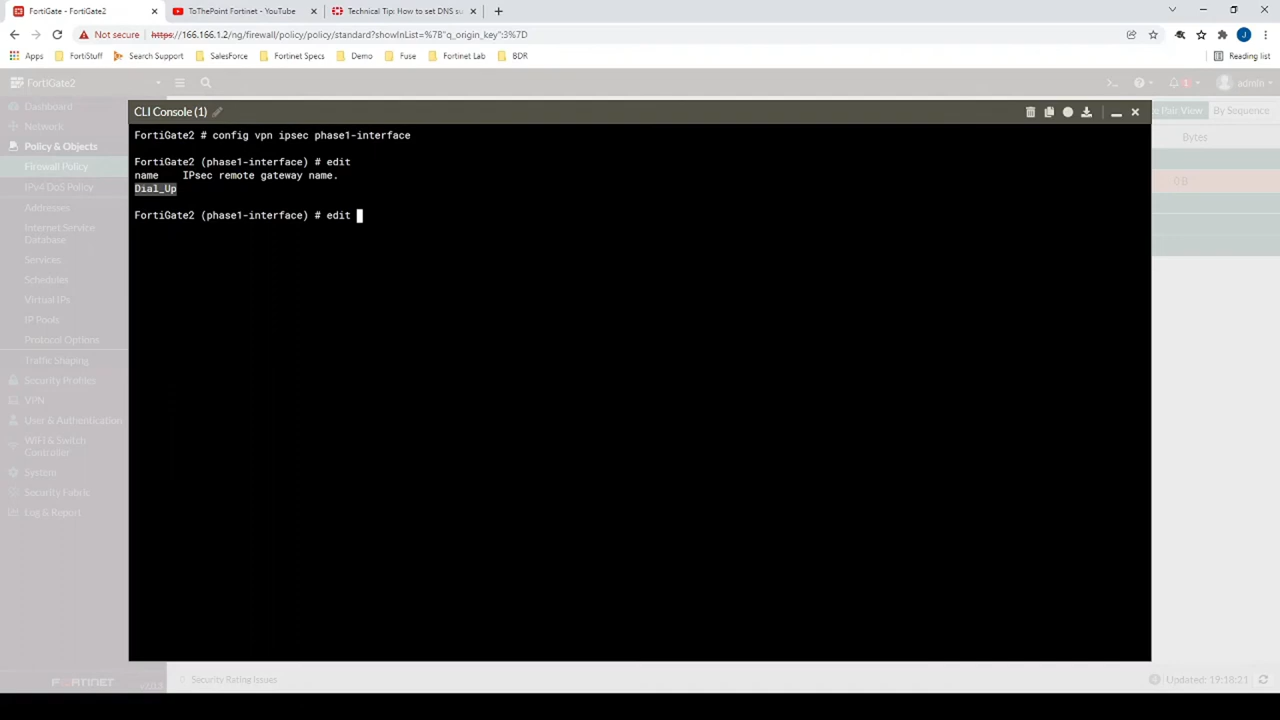 FortiGate - FortiGate2
ToThePoint Fortinet - YouTube
Technical Tip: How to set DNS su
Not secure https://166.166.1.2/ng/firewall/policy/policy/standard?showInList=%7B"q_origin_key":3%7D
Apps FortiStuff Search Support SalesForce Fortinet Specs Demo Fuse Fortinet Lab BDR Reading list
FortiGate2 >_ 1 admin
Dashboard
Network
Policy & Objects
Firewall Policy
IPv4 DoS Policy
Addresses
Internet Service
Database
Services
Schedules
Virtual IPs
IP Pools
Protocol Options
Traffic Shaping
Security Profiles
VPN
User & Authentication
WiFi & Switch
Controller
System
Security Fabric
Log & Report
FORTINET
CLI Console (1)
FortiGate2 # config vpn ipsec phase1-interface
FortiGate2 (phase1-interface) # edit
name IPsec remote gateway name.
Dial_Up
FortiGate2 (phase1-interface) # edit
Pair View By Sequence
Bytes
0 B
Security Rating Issues
Updated: 19:18:21